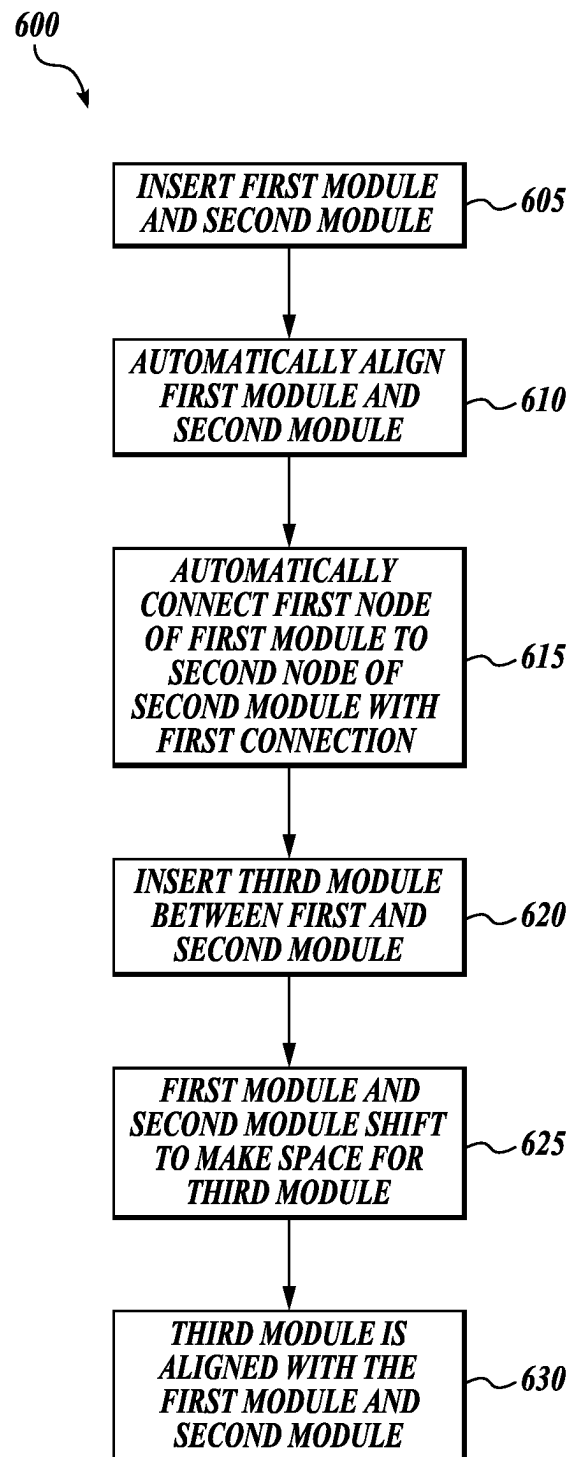 600
INSERT FIRST MODULE
AND SECOND MODULE
605
AUTOMATICALLY ALIGN
FIRST MODULE AND
SECOND MODULE
610
AUTOMATICALLY
CONNECT FIRST NODE
OF FIRST MODULE TO
SECOND NODE OF
SECOND MODULE WITH
FIRST CONNECTION
615
INSERT THIRD MODULE
BETWEEN FIRST AND
SECOND MODULE
620
FIRST MODULE AND
SECOND MODULE SHIFT
TO MAKE SPACE FOR
THIRD MODULE
625
THIRD MODULE IS
ALIGNED WITH THE
FIRST MODULE AND
SECOND MODULE
630